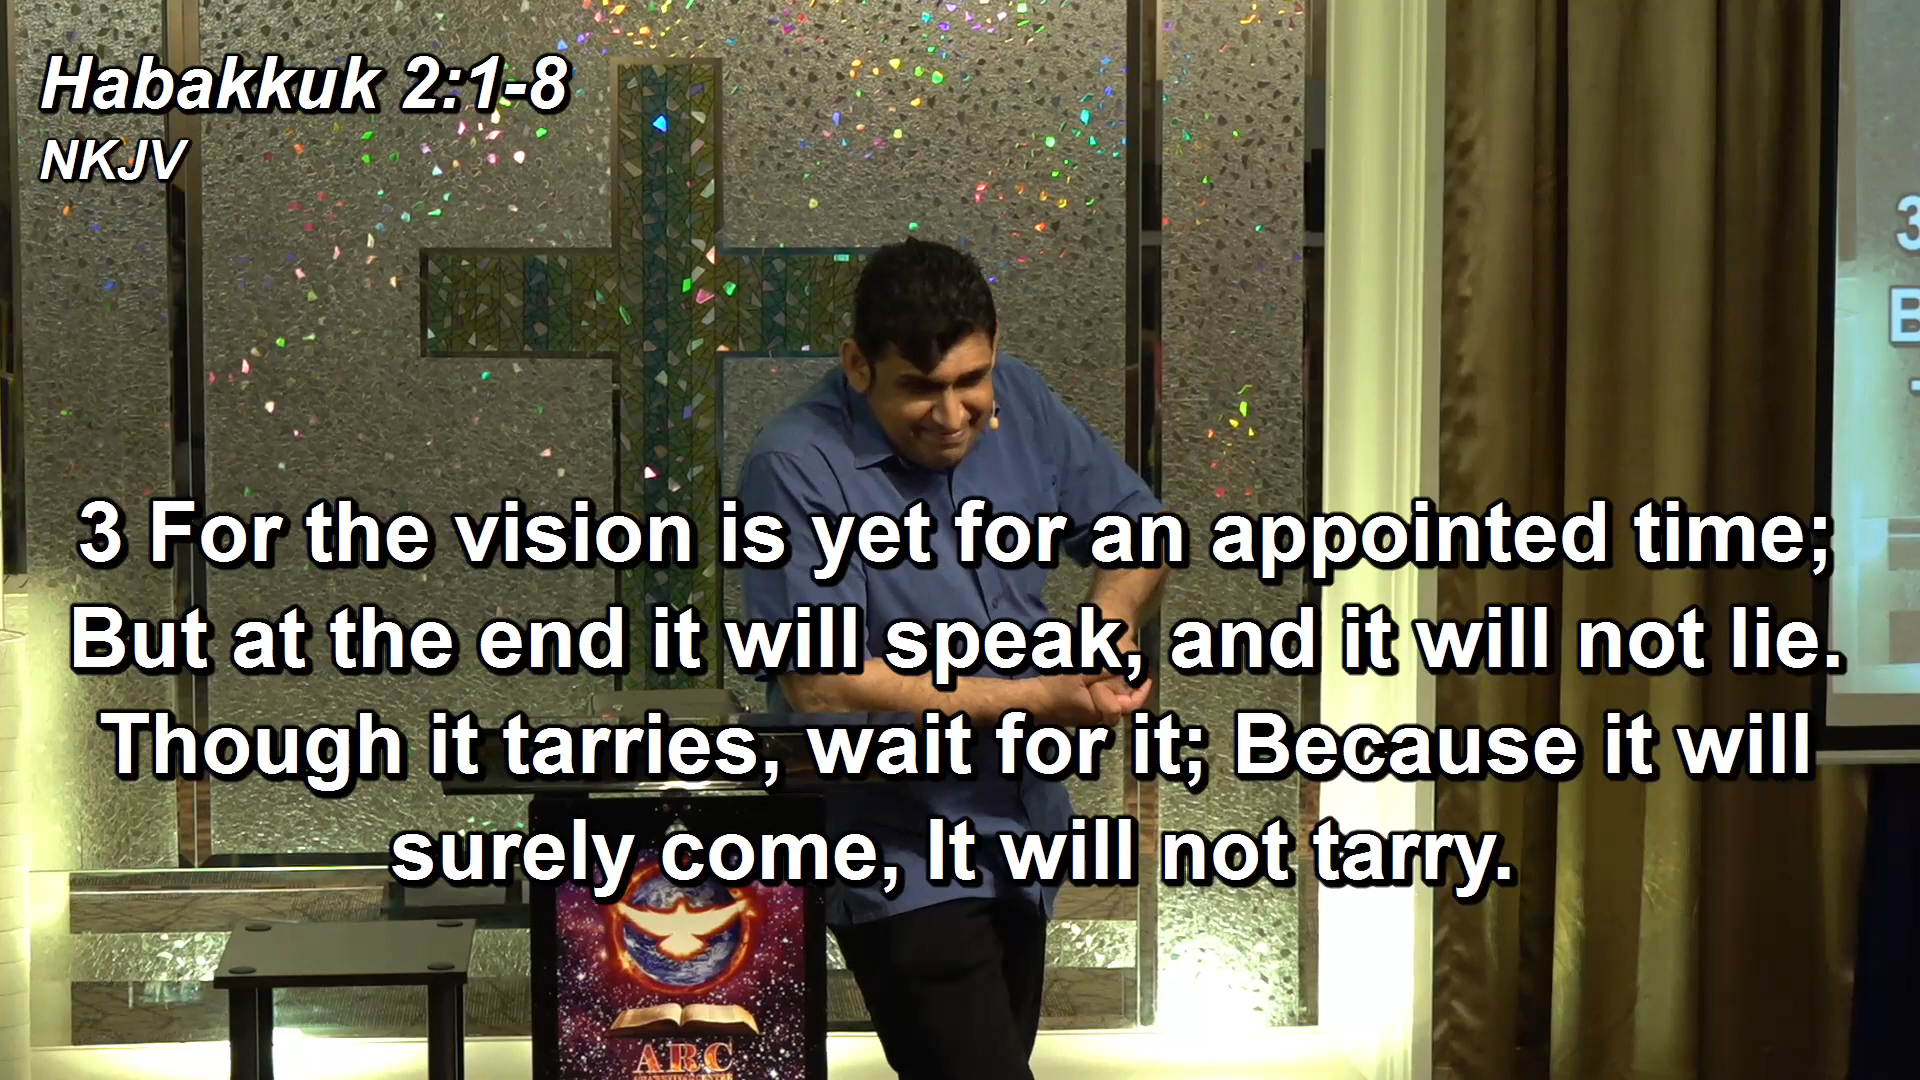 Habakkuk 2:1-8
NKJV
3 For the vision is yet for an appointed time;
But at the end it will speak, and it will not lie.
Though it tarries, wait for it; Because it will
surely come, It will not tarry.
3
B
ARC